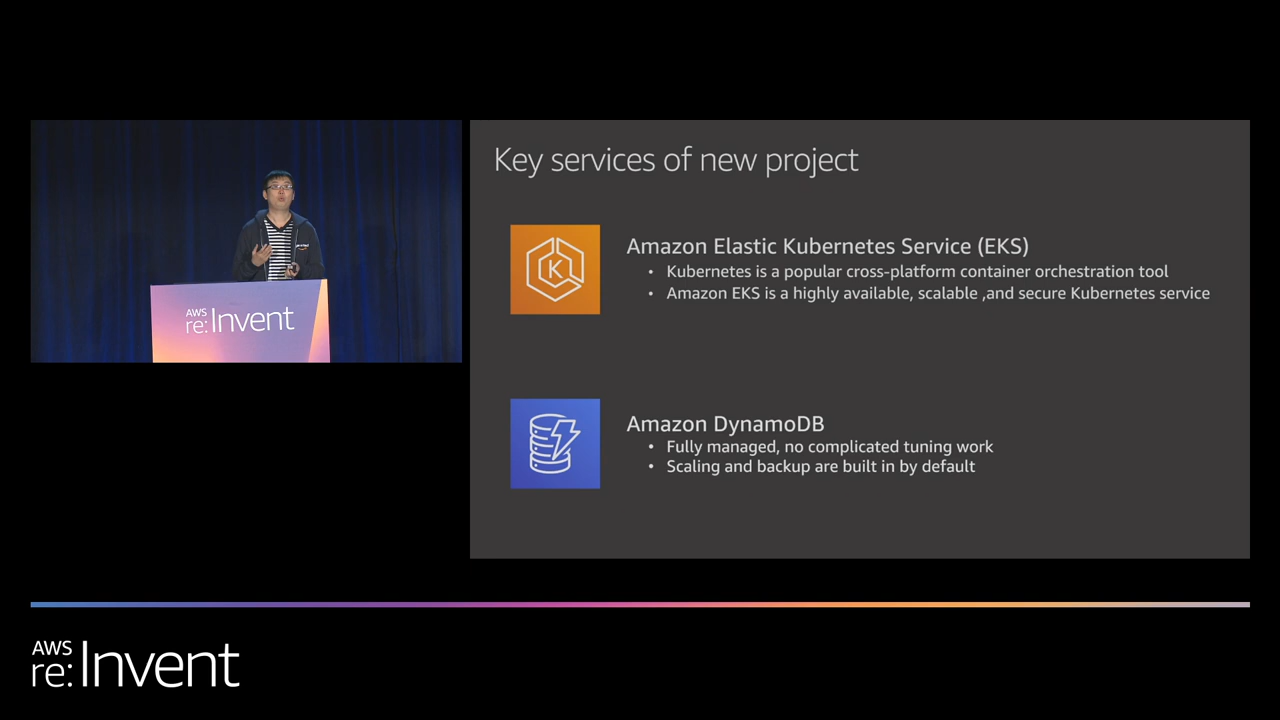 AWS
re:Invent
Key services of new project
K
Amazon Elastic Kubernetes Service (EKS)
• Kubernetes is a popular cross-platform container orchestration tool
• Amazon EKS is a highly available, scalable ,and secure Kubernetes service
Amazon DynamoDB
• Fully managed, no complicated tuning work
• Scaling and backup are built in by default
AWS
re:Invent